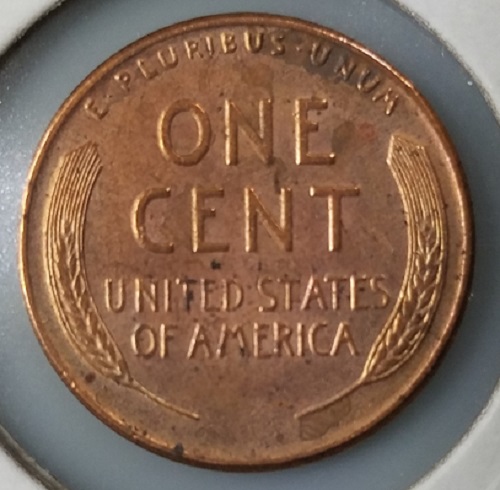 E·PLURIBUS·UNUM
ONE
CENT
UNITED·STATES
OF AMERICA